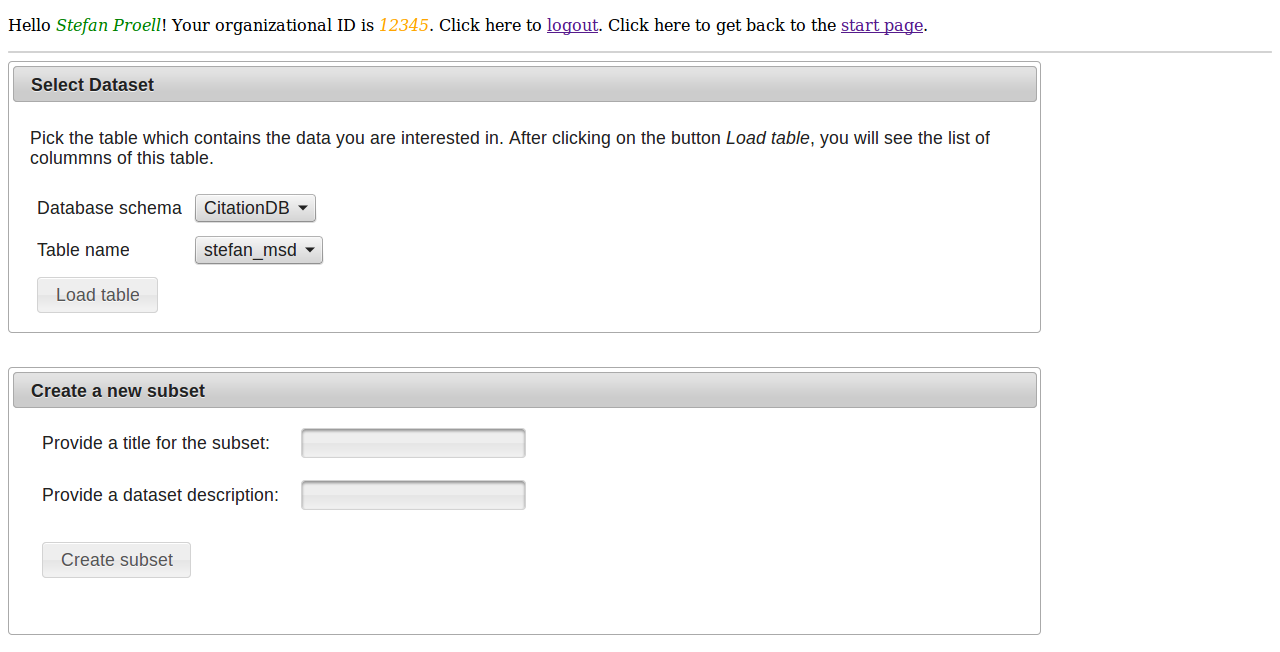 Hello Stefan Proell! Your organizational ID is 12345. Click here to logout. Click here to get back to the start page.
Select Dataset
Pick the table which contains the data you are interested in. After clicking on the button Load table, you will see the list of
colummns of this table.
Database schema CitationDB
Table name stefan_msd
Load table
Create a new subset
Provide a title for the subset:
Provide a dataset description:
Create subset